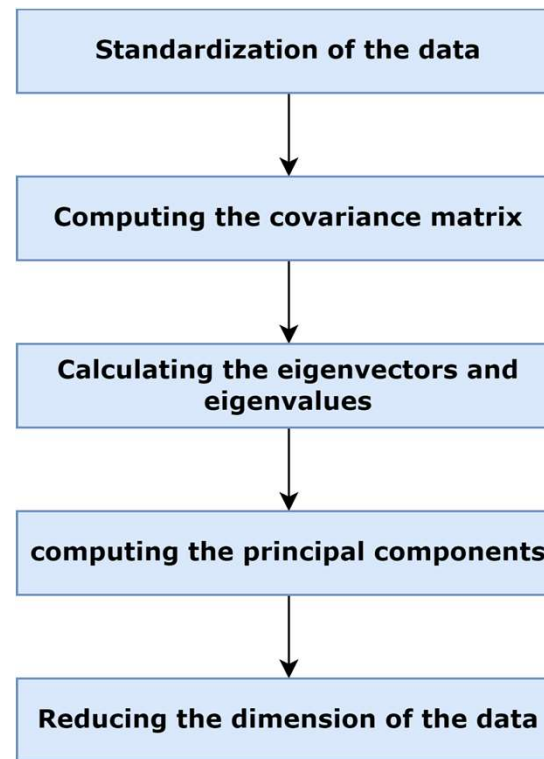 Standardization of the data
Computing the covariance matrix
Calculating the eigenvectors and
eigenvalues
computing the principal components
Reducing the dimension of the data